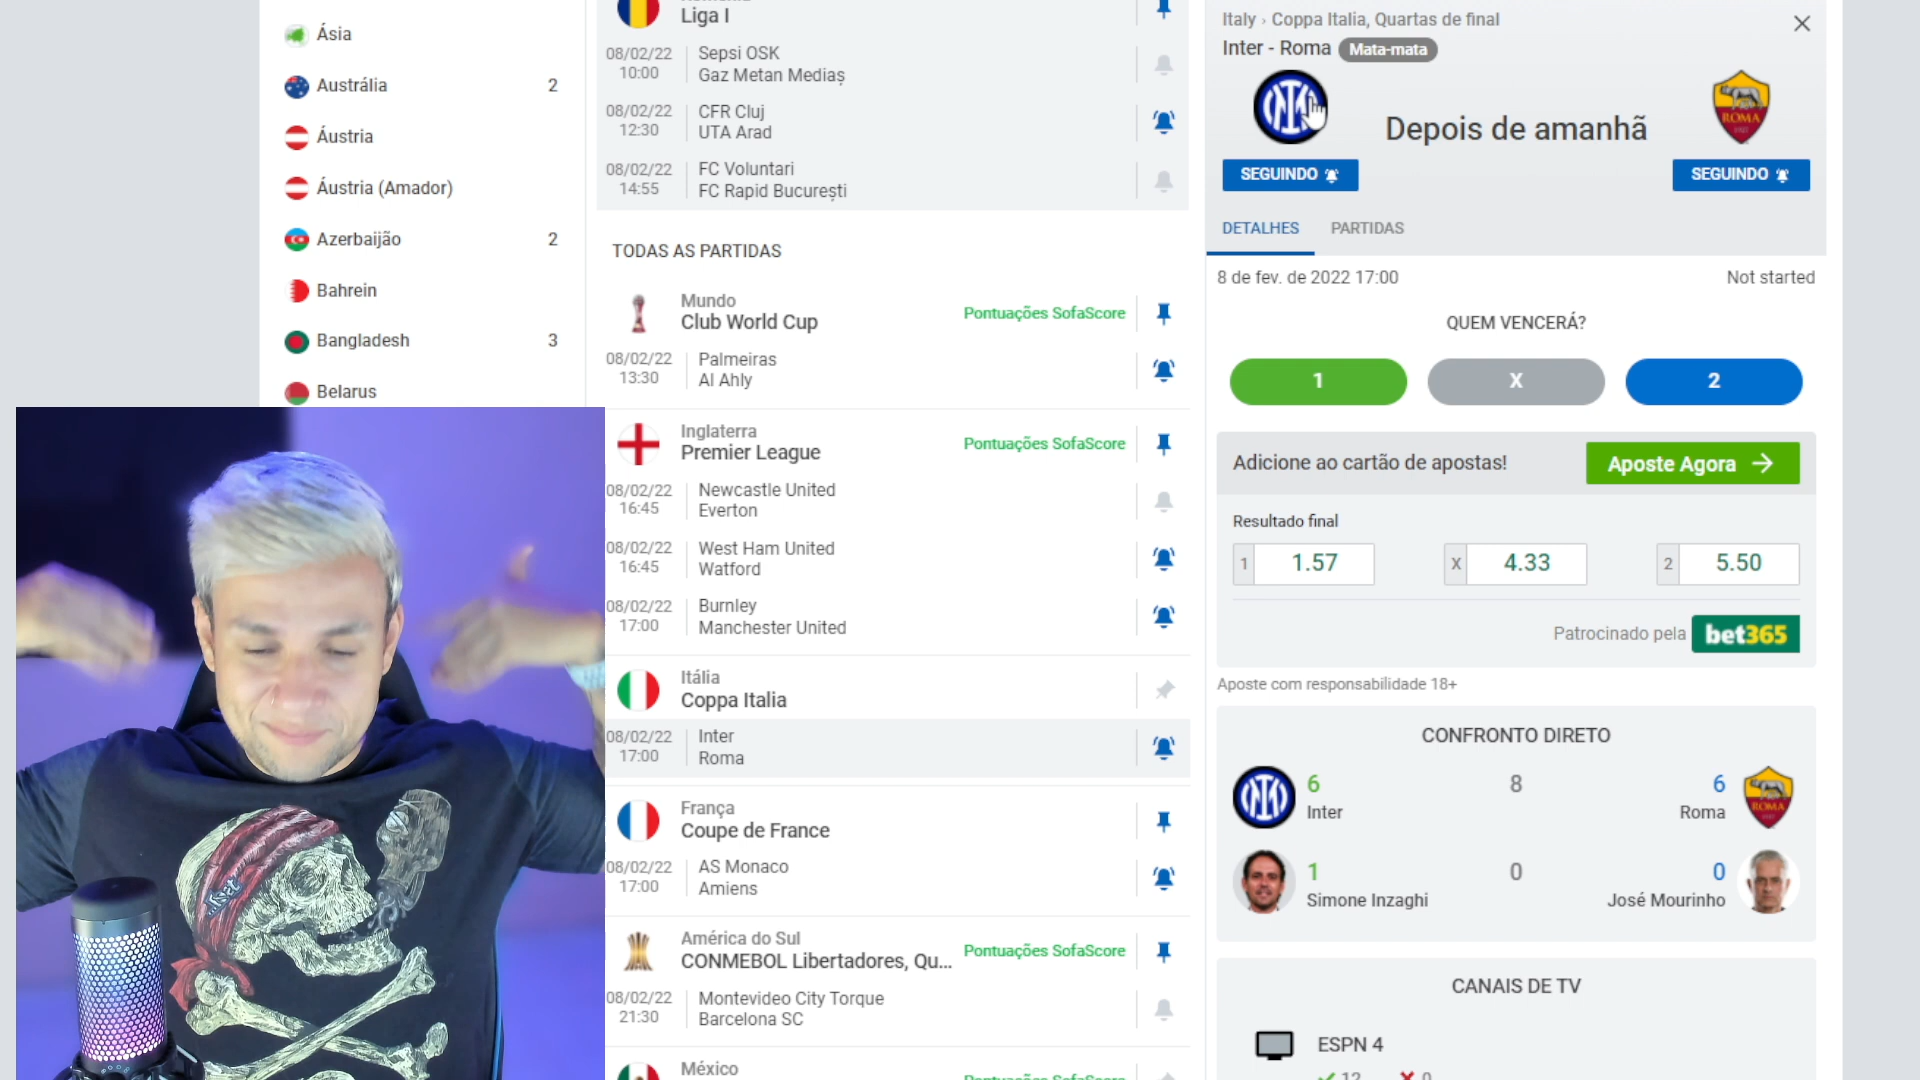 Ásia
Austrália 2
Áustria
Áustria (Amador)
Azerbaijão 2
Bahrein
Bangladesh 3
Belarus
Liga I
08/02/22 Sepsi OSK
10:00 Gaz Metan Mediaș
08/02/22 CFR Cluj
12:30 UTA Arad
08/02/22 FC Voluntari
14:55 FC Rapid București
TODAS AS PARTIDAS
Mundo
Club World Cup
Pontuações SofaScore
08/02/22 Palmeiras
13:30 Al Ahly
Inglaterra
Premier League
Pontuações SofaScore
08/02/22 Newcastle United
16:45 Everton
08/02/22 West Ham United
16:45 Watford
08/02/22 Burnley
17:00 Manchester United
Itália
Coppa Italia
08/02/22 Inter
17:00 Roma
França
Coupe de France
08/02/22 AS Monaco
17:00 Amiens
América do Sul
CONMEBOL Libertadores, Qu...
Pontuações SofaScore
08/02/22 Montevideo City Torque
21:30 Barcelona SC
México
Pontuações SofaScore
Italy › Coppa Italia, Quartas de final
Inter - Roma Mata-mata
ROMA
Depois de amanhã
SEGUINDO SEGUINDO
DETALHES PARTIDAS
8 de fev. de 2022 17:00 Not started
QUEM VENCERÁ?
1 X 2
Adicione ao cartão de apostas! Aposte Agora
Resultado final
1 1.57 X 4.33 2 5.50
Patrocinado pela bet365
Aposte com responsabilidade 18+
CONFRONTO DIRETO
6 8 6
Inter Roma
ROMA
1 0 0
Simone Inzaghi José Mourinho
CANAIS DE TV
ESPN 4
12 0